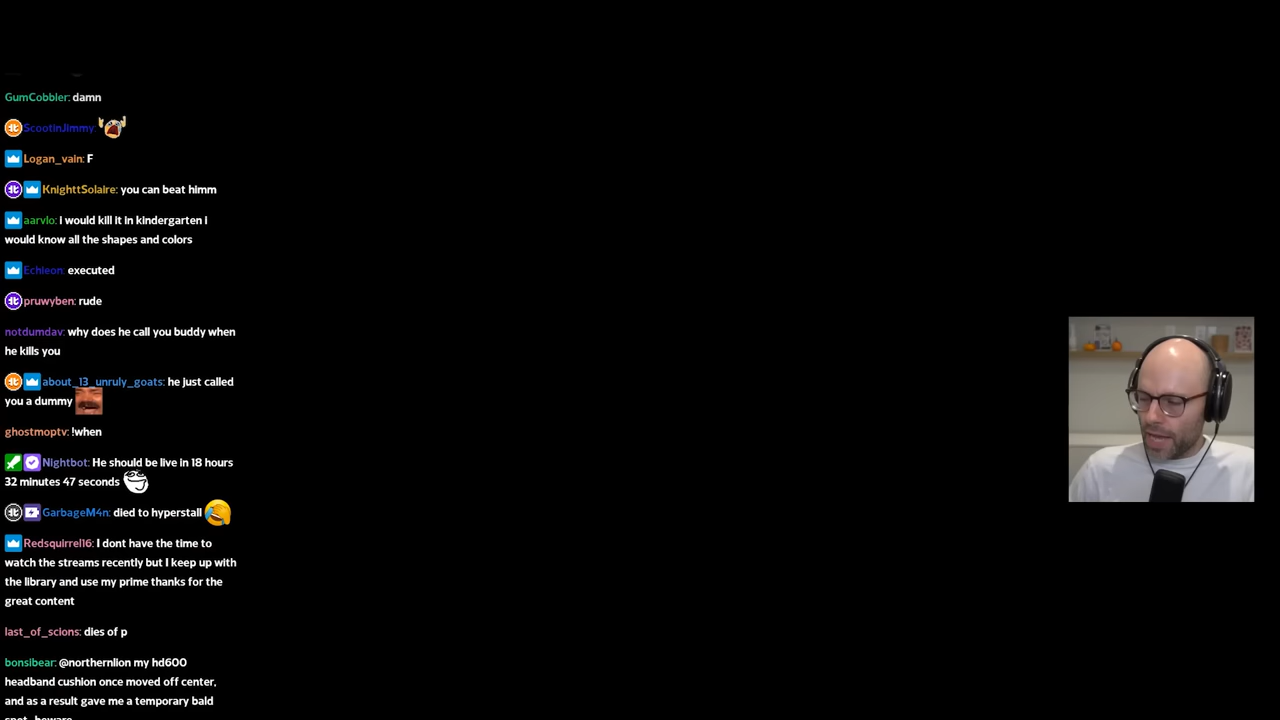 GumCobbler: damn
ScootinJimmy:
Logan_vain: F
KnighttSolaire: you can beat himm
aarvlo: i would kill it in kindergarten i
would know all the shapes and colors
Echieon: executed
pruwyben: rude
notdumdav: why does he call you buddy when
he kills you
about_13_unruly_goats: he just called
you a dummy
ghostmoptv: !when
Nightbot: He should be live in 18 hours
32 minutes 47 seconds
GarbageM4n: died to hyperstall
Redsquirrel16: I dont have the time to
watch the streams recently but I keep up with
the library and use my prime thanks for the
great content
last_of_scions: dies of p
bonsibear: @northernlion my hd600
headband cushion once moved off center,
and as a result gave me a temporary bald
spot, beware